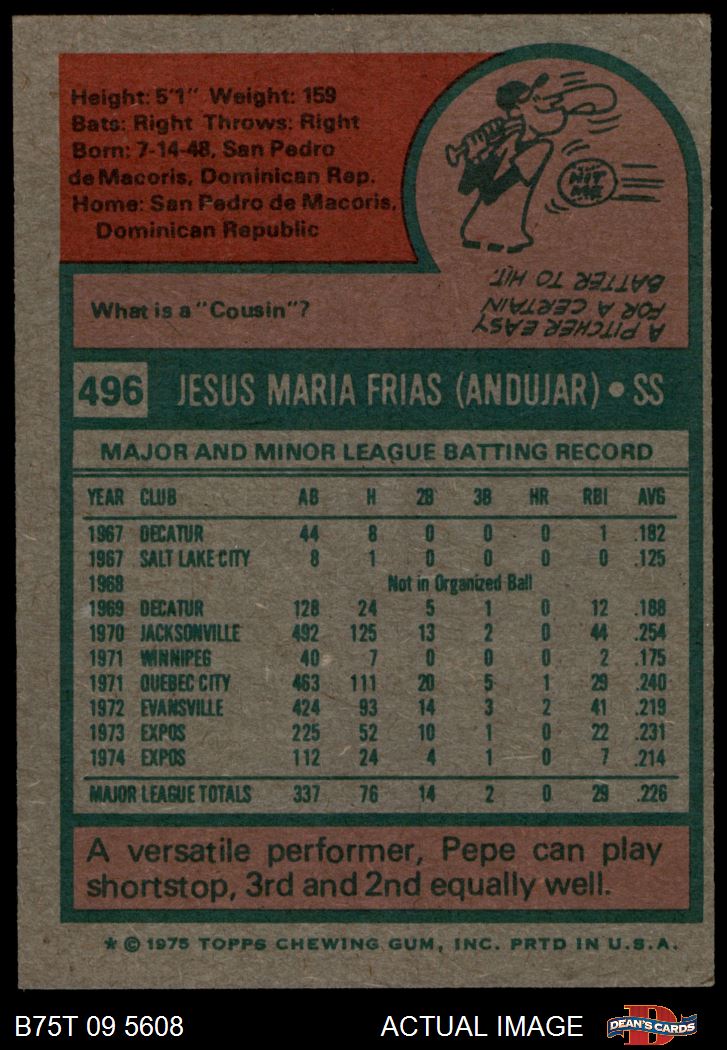 Height: 5'1" Weight: 159
Bats: Right Throws: Right
Born: 7-14-48, San Pedro
de Macoris, Dominican Rep.
Home: San Pedro de Macoris,
Dominican Republic
HIT
ME
What is a "Cousin"?
A PITCHER EASY
FOR A CERTAIN
BATTER TO HIT.
496 JESUS MARIA FRIAS (ANDUJAR) • SS
MAJOR AND MINOR LEAGUE BATTING RECORD
YEAR CLUB AB H 2B 3B HR RBI AVG
1967 DECATUR 44 8 0 0 0 1 .182
1967 SALT LAKE CITY 8 1 0 0 0 0 .125
1968 Not in Organized Ball
1969 DECATUR 128 24 5 1 0 12 .188
1970 JACKSONVILLE 492 125 13 2 0 44 .254
1971 WINNIPEG 40 7 0 0 0 2 .175
1971 QUEBEC CITY 463 111 20 5 1 29 .240
1972 EVANSVILLE 424 93 14 3 2 41 .219
1973 EXPOS 225 52 10 1 0 22 .231
1974 EXPOS 112 24 4 1 0 7 .214
MAJOR LEAGUE TOTALS 337 76 14 2 0 29 .226
A versatile performer, Pepe can play
shortstop, 3rd and 2nd equally well.
* © 1975 TOPPS CHEWING GUM, INC. PRTD IN U.S.A.
B75T 09 5608 ACTUAL IMAGE
DEAN'S CARDS